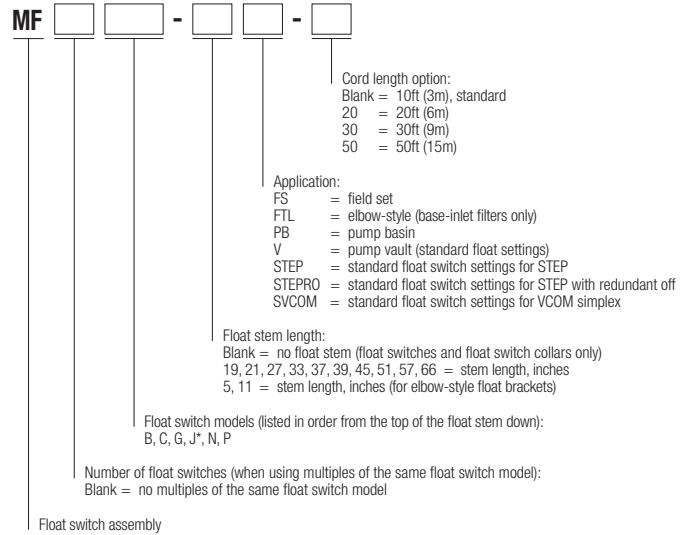 MF - -
Cord length option:
Blank = 10ft (3m), standard
20 = 20ft (6m)
30 = 30ft (9m)
50 = 50ft (15m)
Application:
FS = field set
FTL = elbow-style (base-inlet filters only)
PB = pump basin
V = pump vault (standard float settings)
STEP = standard float switch settings for STEP
STEPRO = standard float switch settings for STEP with redundant off
SVCOM = standard float switch settings for VCOM simplex
Float stem length:
Blank = no float stem (float switches and float switch collars only)
19, 21, 27, 33, 37, 39, 45, 51, 57, 66 = stem length, inches
5, 11 = stem length, inches (for elbow-style float brackets)
Float switch models (listed in order from the top of the float stem down):
B, C, G, J*, N, P
Number of float switches (when using multiples of the same float switch model):
Blank = no multiples of the same float switch model
Float switch assembly